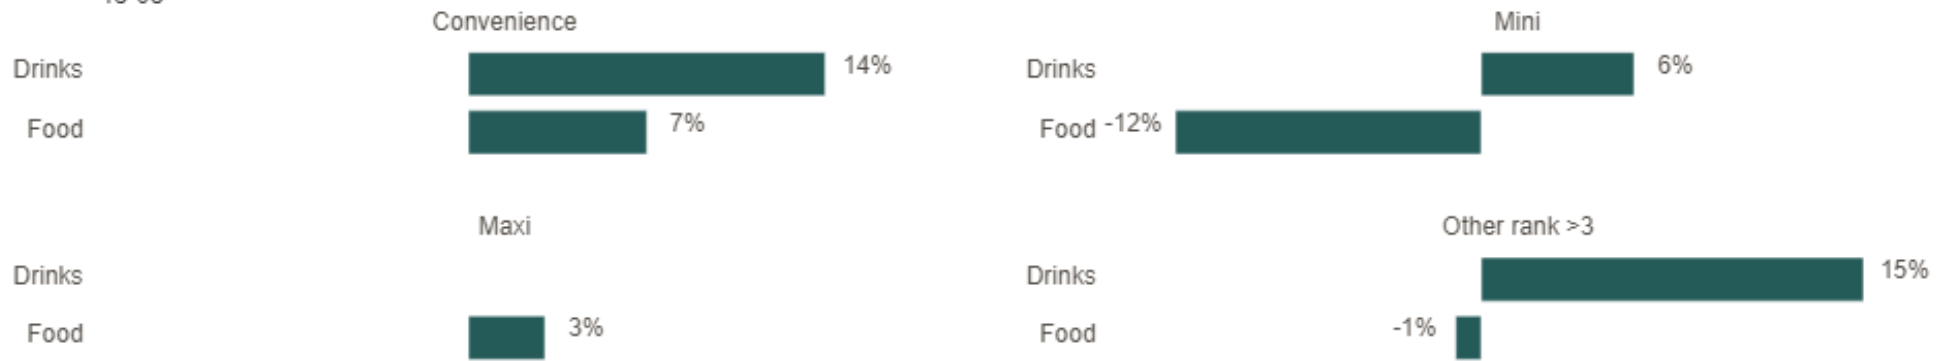 Convenience
Drinks 14%
Food 7%
Mini
Drinks 6%
Food -12%
Maxi
Drinks
Food 3%
Other rank >3
Drinks 15%
Food -1%